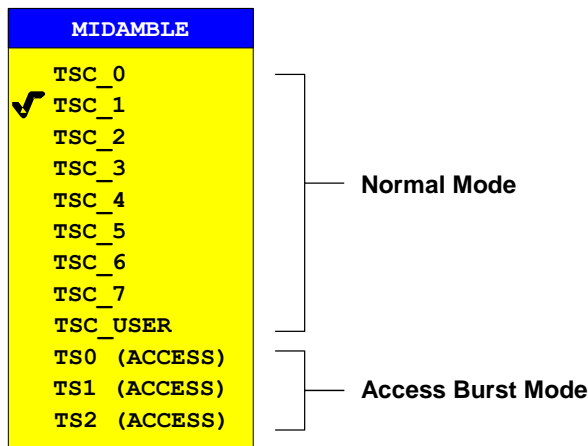 MIDAMBLE
TSC_0
TSC_1
TSC_2
TSC_3
TSC_4
TSC_5
TSC_6
TSC_7
TSC_USER
TS0 (ACCESS)
TS1 (ACCESS)
TS2 (ACCESS)
Normal Mode
Access Burst Mode